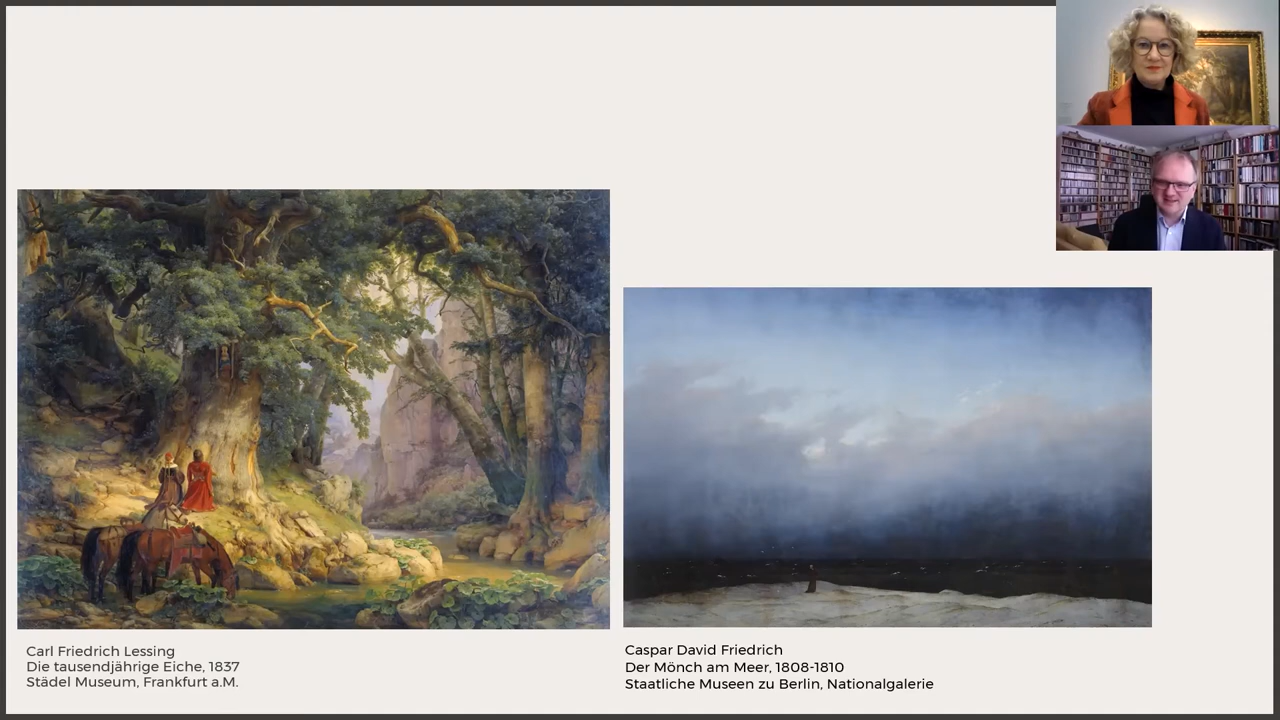 Carl Friedrich Lessing
Die tausendjährige Eiche, 1837
Städel Museum, Frankfurt a.M.
Caspar David Friedrich
Der Mönch am Meer, 1808-1810
Staatliche Museen zu Berlin, Nationalgalerie